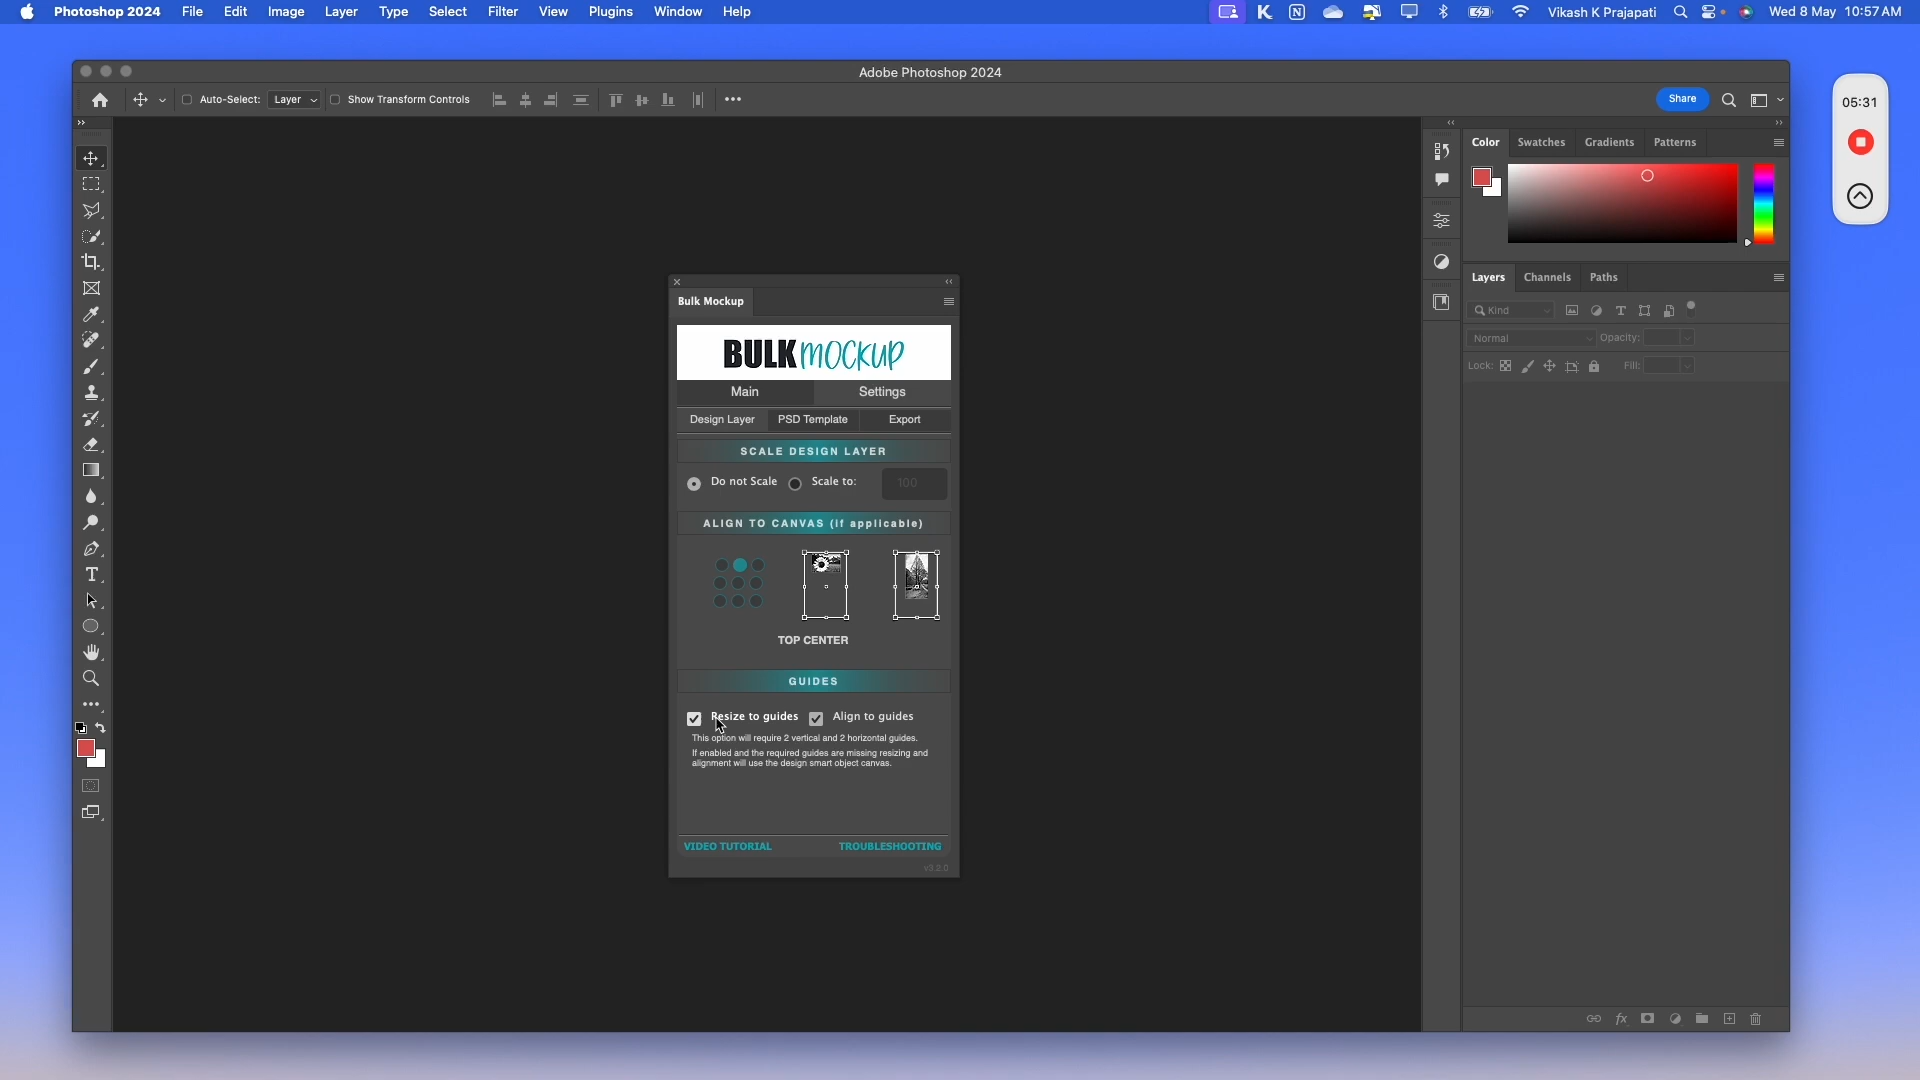 Photoshop 2024 File Edit Image Layer Type Select Filter View Plugins Window Help Vikash K Prajapati Wed 8 May 10:57 AM
Adobe Photoshop 2024
Auto-Select: Layer Show Transform Controls Share
05:31
Color Swatches Gradients Patterns
Layers Channels Paths
Kind
Normal Opacity:
Lock: Fill:
Bulk Mockup
BULK MOCKUP
Main Settings
Design Layer PSD Template Export
SCALE DESIGN LAYER
Do not Scale Scale to: 100
ALIGN TO CANVAS (if applicable)
TOP CENTER
GUIDES
Resize to guides Align to guides
This option will require 2 vertical and 2 horizontal guides.
If enabled and the required guides are missing resizing and
alignment will use the design smart object canvas.
VIDEO TUTORIAL TROUBLESHOOTING
v3.2.0